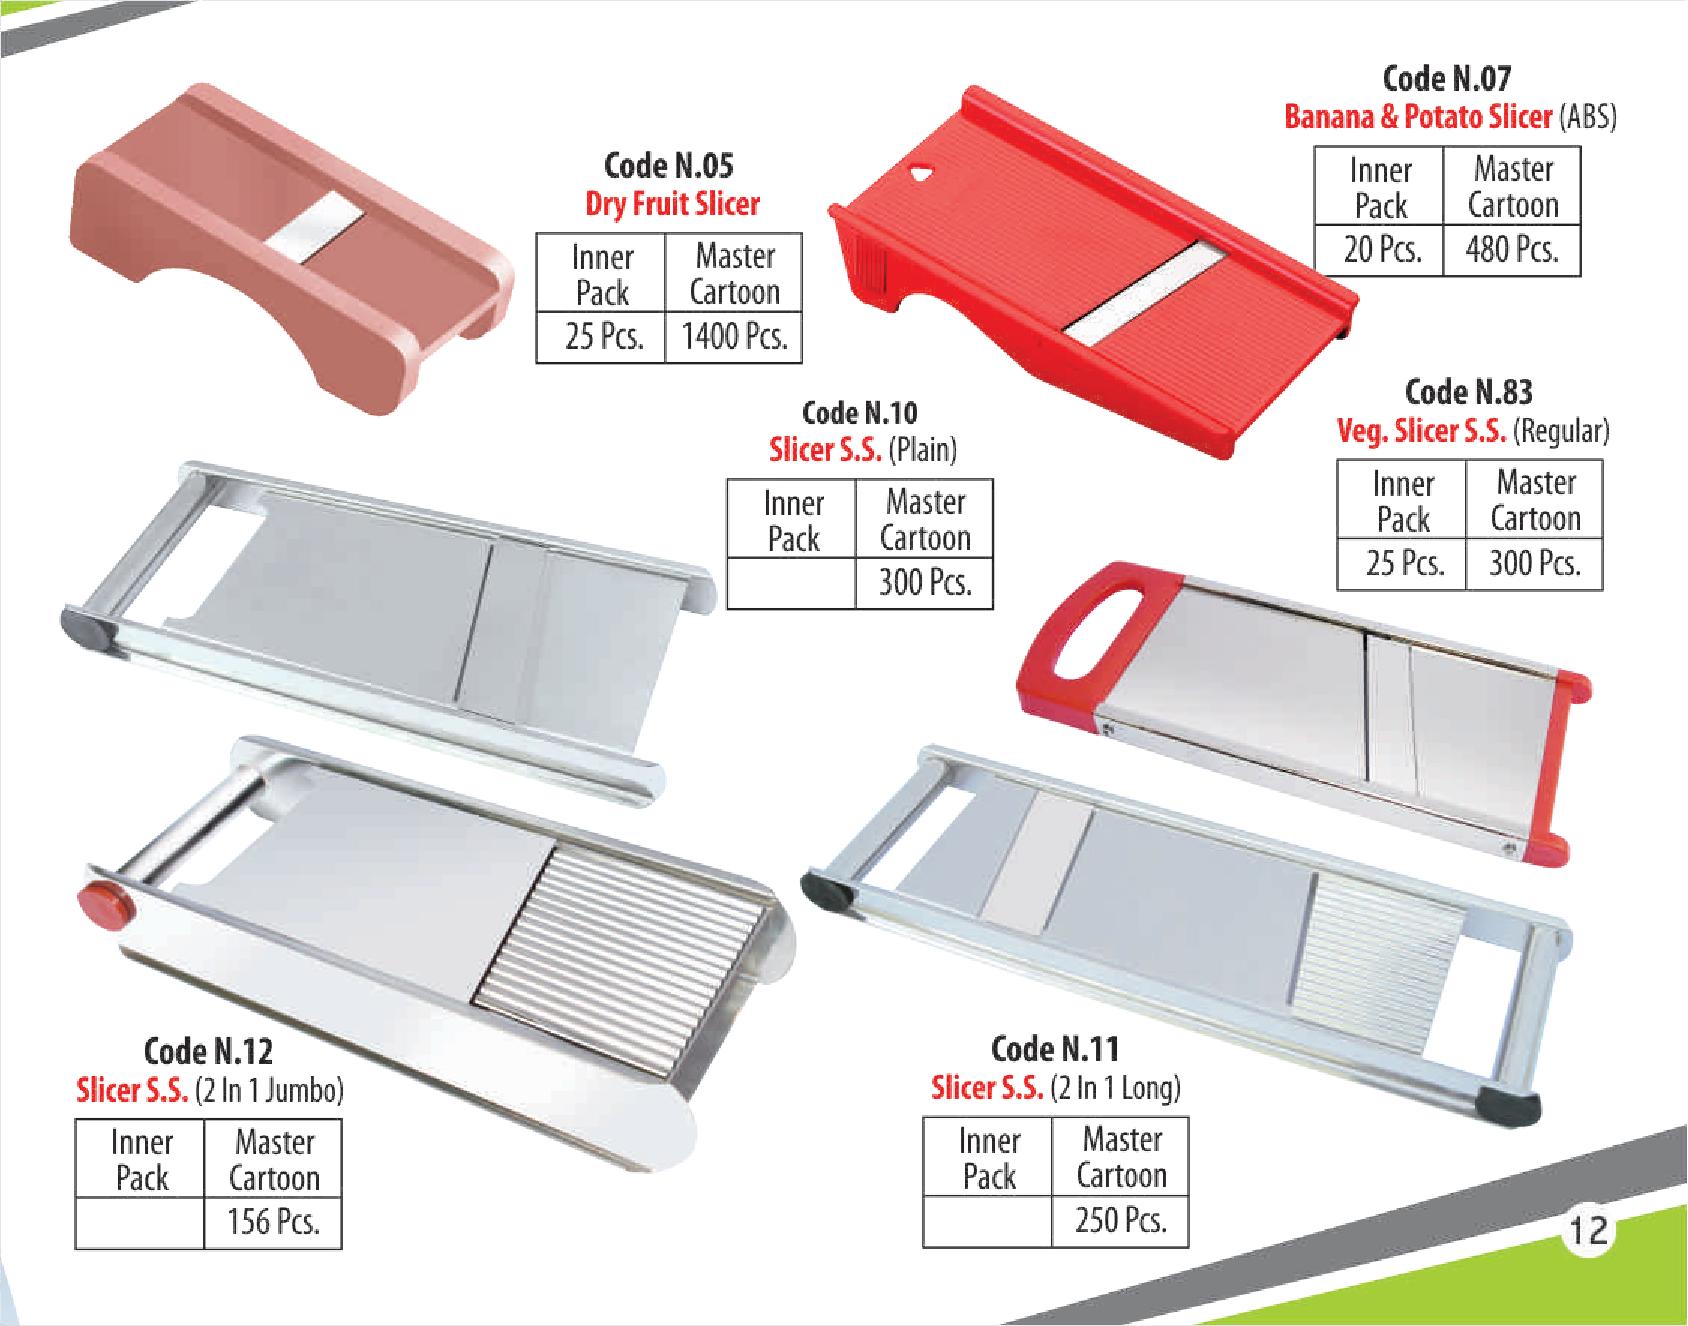 Code N.05
Dry Fruit Slicer
Inner Pack
Master Cartoon
25 Pcs.
1400 Pcs.
Code N.07
Banana & Potato Slicer (ABS)
Inner Pack
Master Cartoon
20 Pcs.
480 Pcs.
Code N.10
Slicer S.S. (Plain)
Inner Pack
Master Cartoon
300 Pcs.
Code N.83
Veg. Slicer S.S. (Regular)
Inner Pack
Master Cartoon
25 Pcs.
300 Pcs.
Code N.12
Slicer S.S. (2 In 1 Jumbo)
Inner Pack
Master Cartoon
156 Pcs.
Code N.11
Slicer S.S. (2 In 1 Long)
Inner Pack
Master Cartoon
250 Pcs.
12